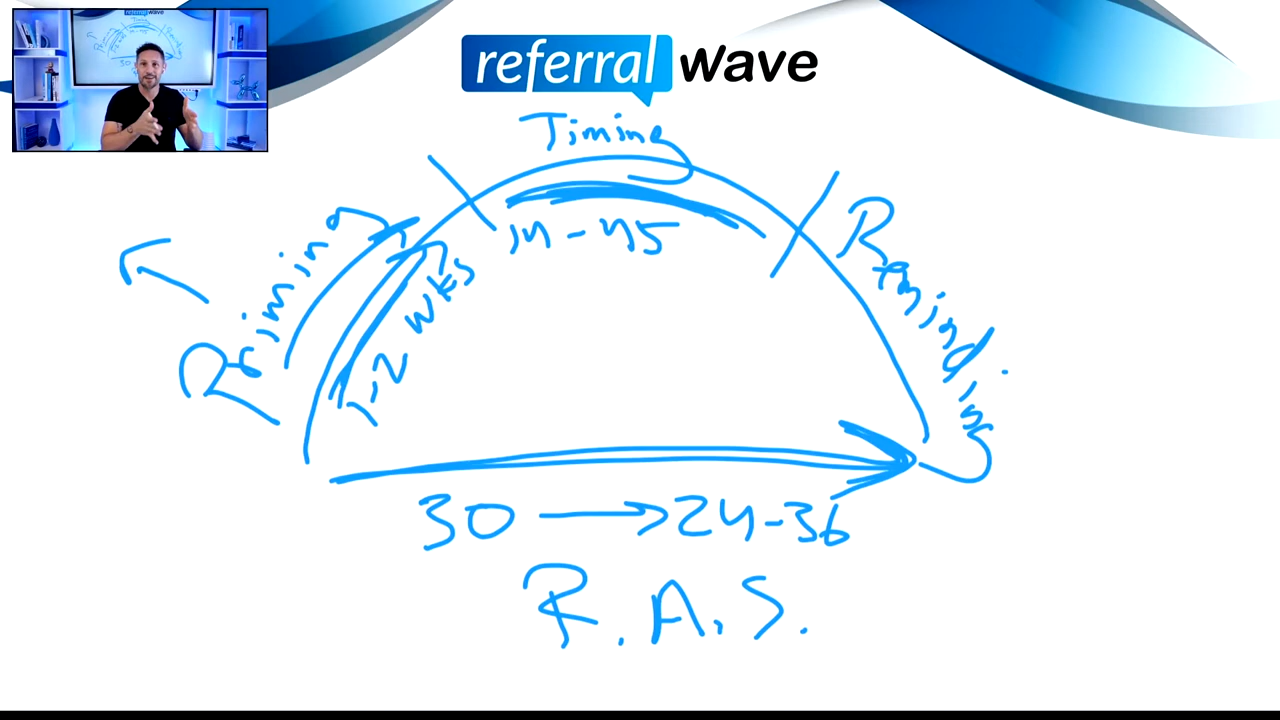 referral wave
Timing
Priming
1-2 wks
14-45
Reminding
30 → 24-36
R.A.S.